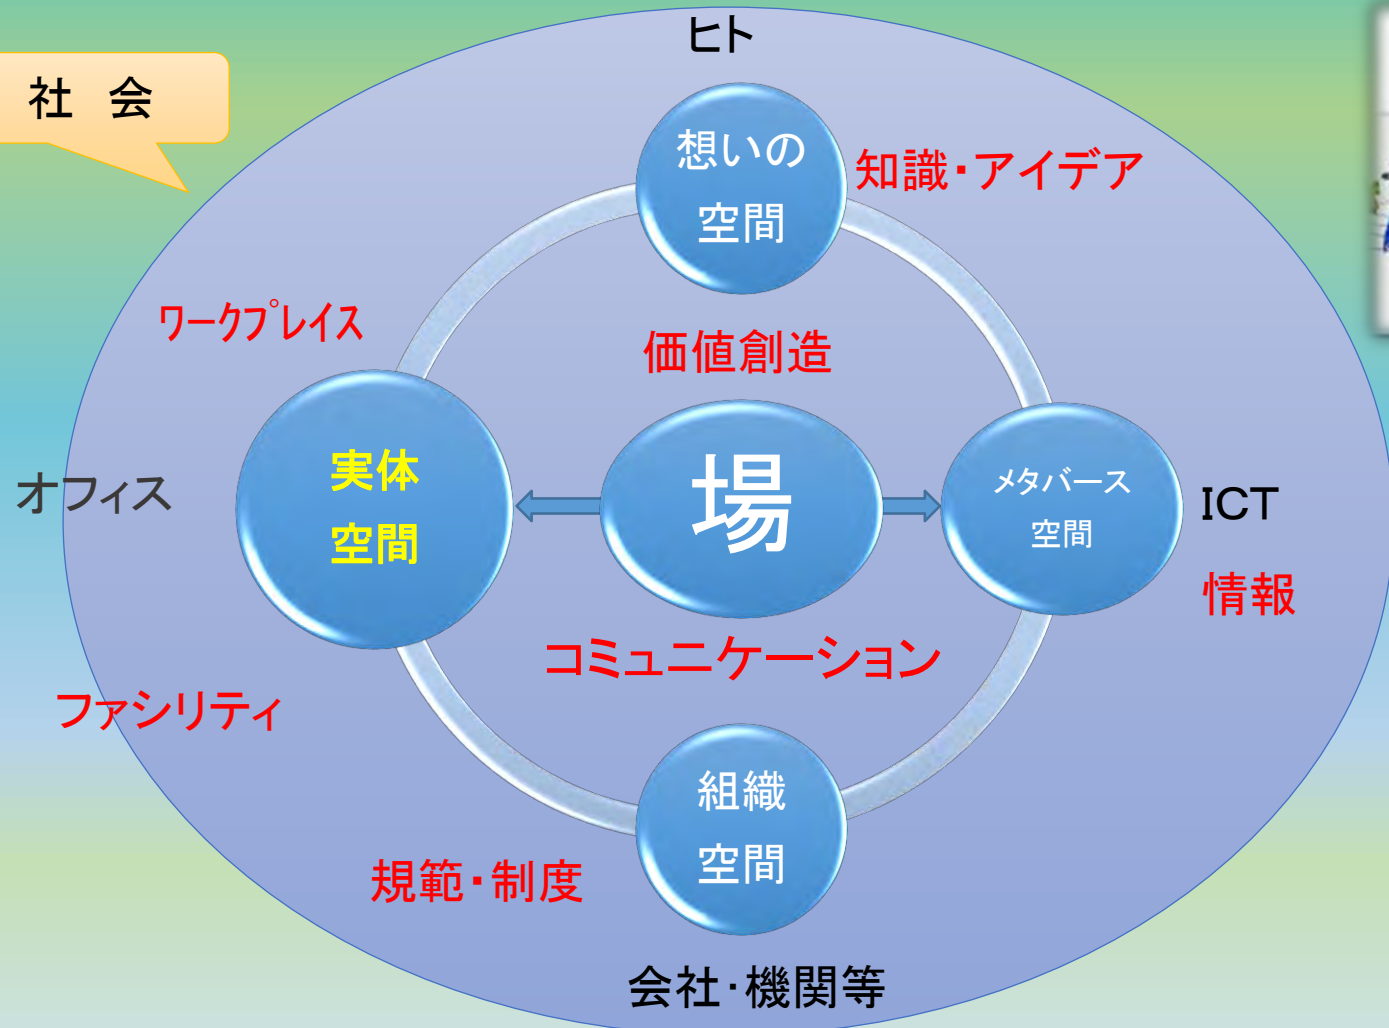 ヒト
社 会
想いの
空間
知識・アイデア
ワークプレイス
価値創造
実体
空間
場
メタバース
空間
オフィス
ICT
情報
コミュニケーション
ファシリティ
組織
空間
規範・制度
会社・機関等